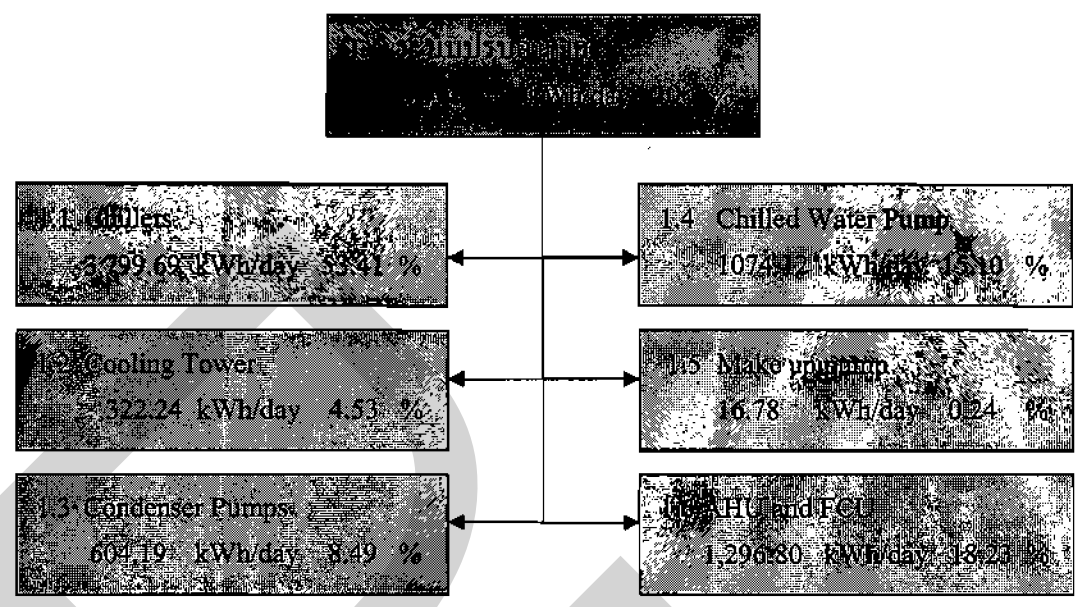 1.1 Chillers
3,799.69 kWh/day 53.41 %
1.2 Cooling Tower
322.24 kWh/day 4.53 %
1.3 Condenser Pumps
604.19 kWh/day 8.49 %
1.4 Chilled Water Pump
1074.12 kWh/day 15.10 %
1.5 Make up pump
16.78 kWh/day 0.24 %
1.6 AHU and FCU
1,296.80 kWh/day 18.23 %